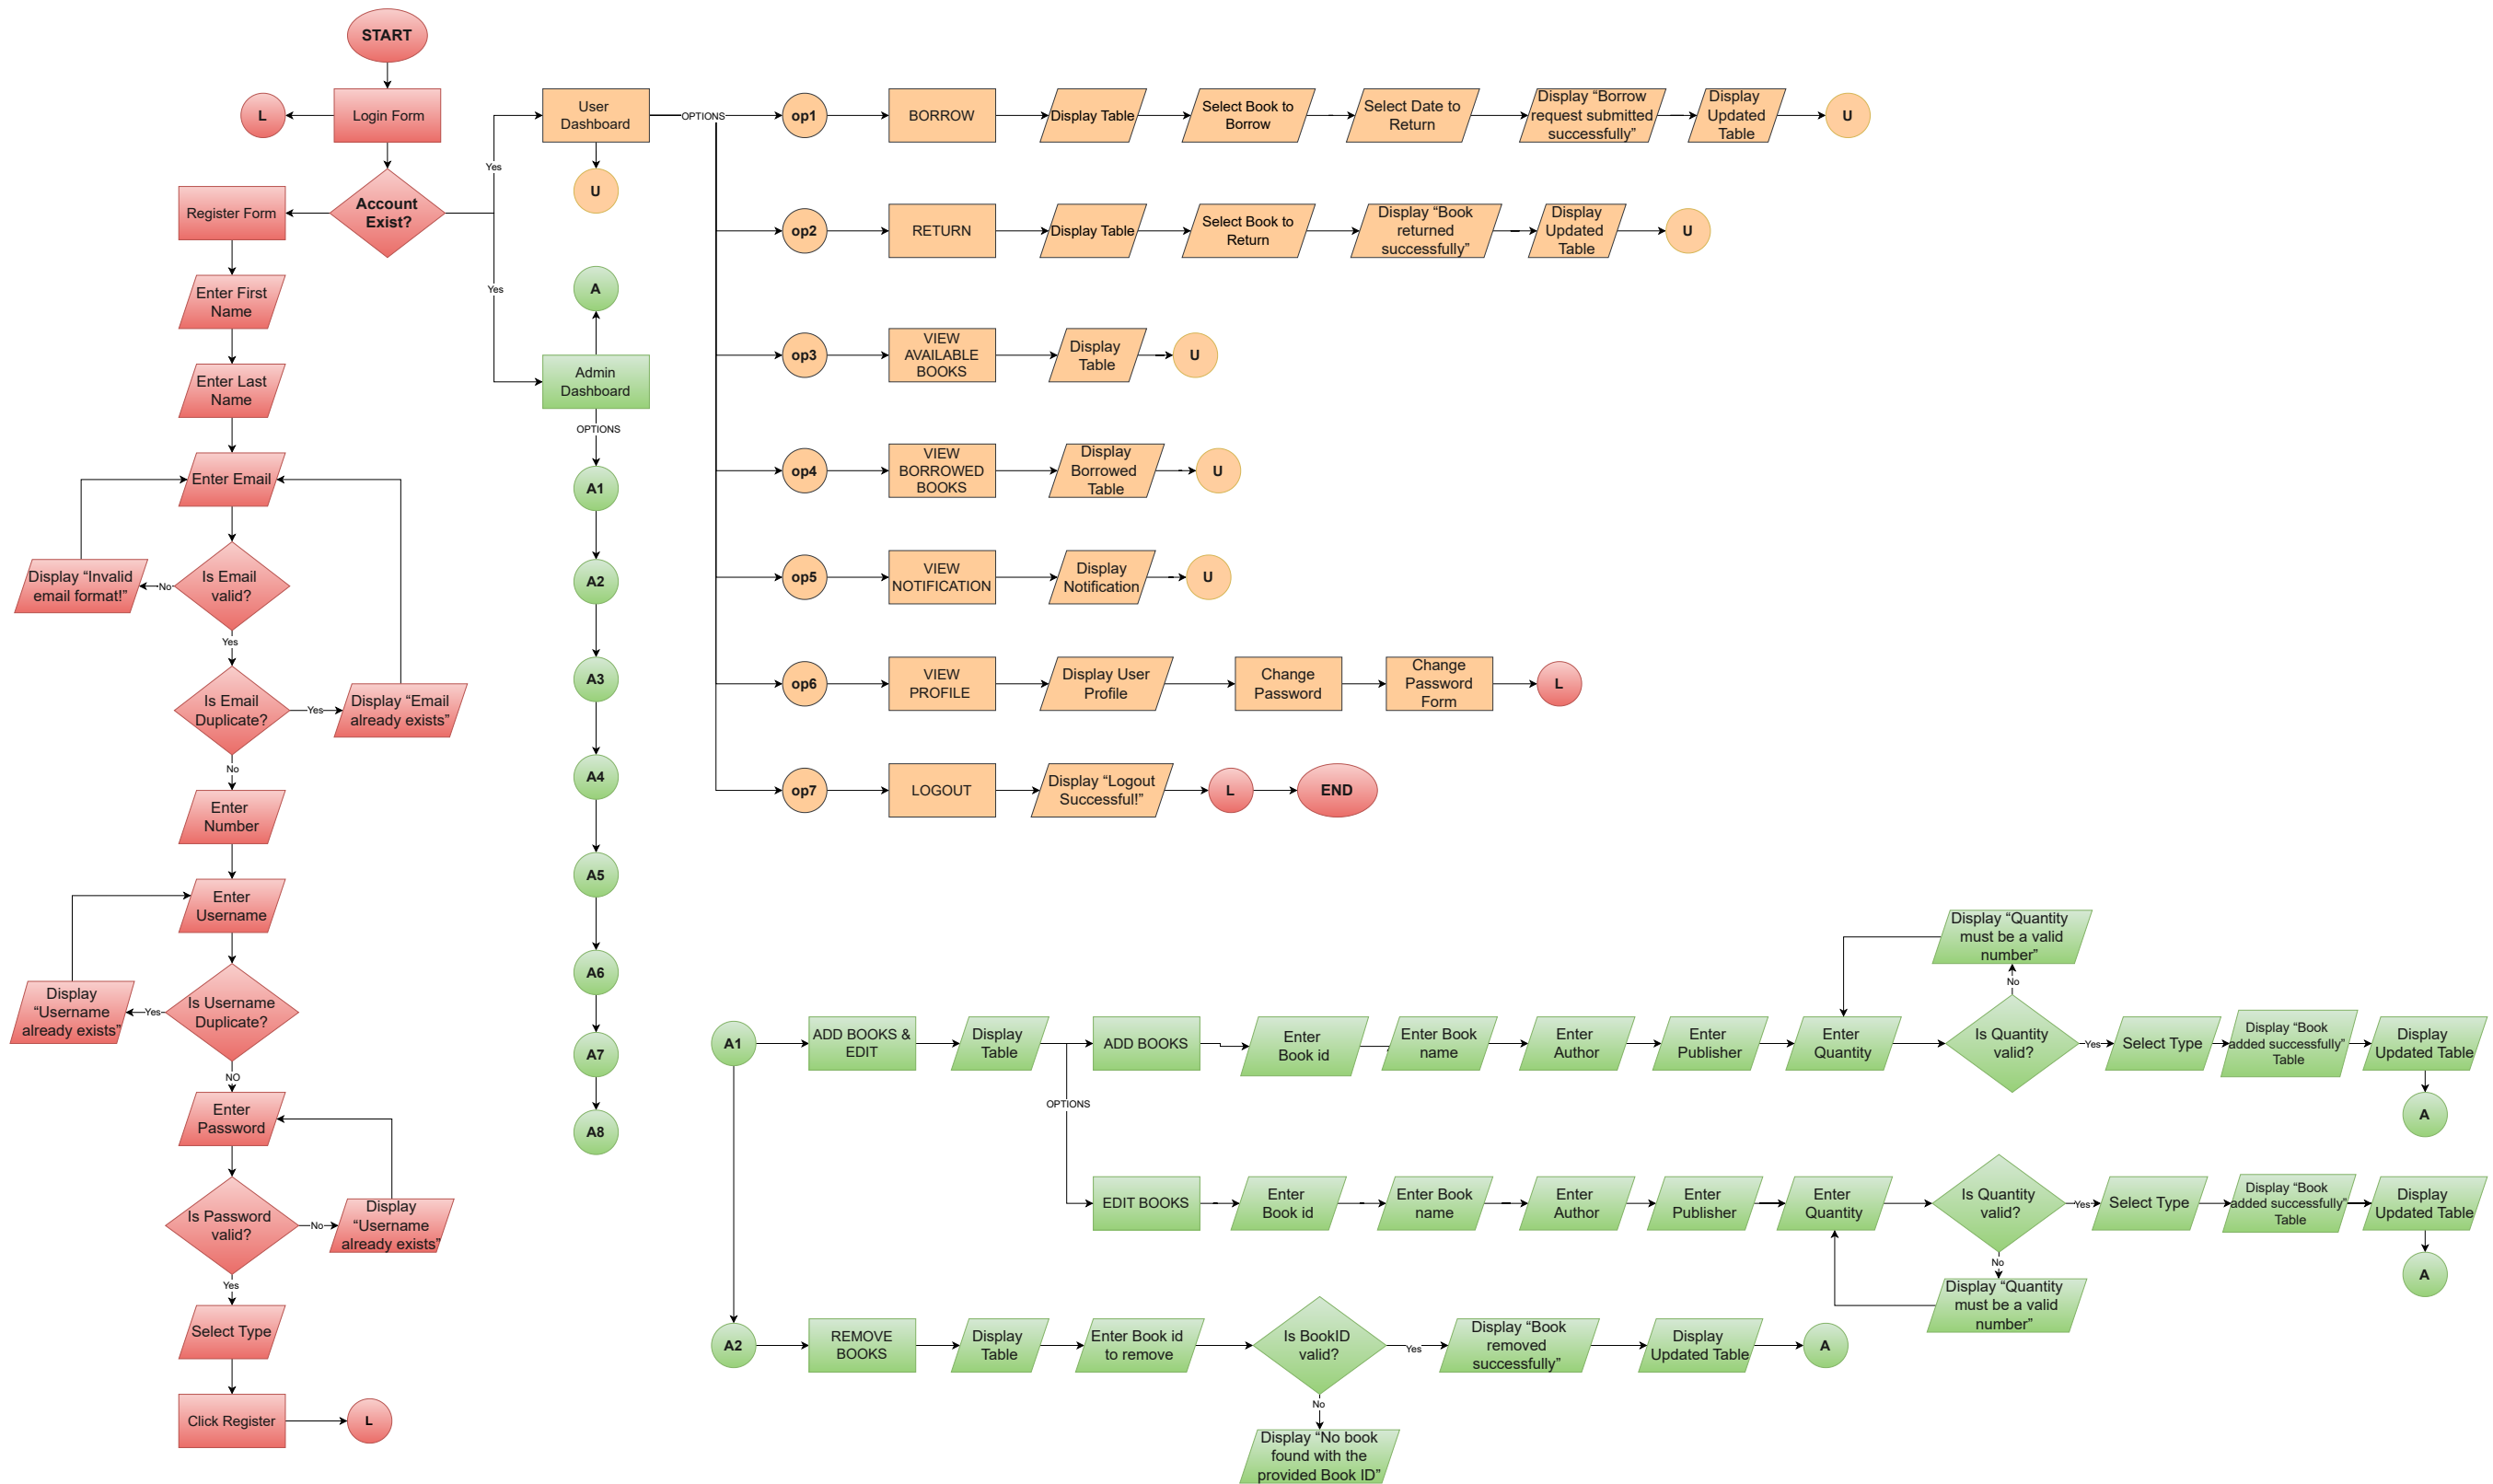 START
L
Login Form
Account
Exist?
Register Form
Enter First
Name
Enter Last
Name
Enter Email
Is Email
valid?
No
Display “Invalid
email format!”
Yes
Is Email
Duplicate?
Yes
Display “Email
already exists”
No
Enter
Number
Enter
Username
Is Username
Duplicate?
Yes
Display
“Username
already exists”
NO
Enter
Password
Is Password
valid?
No
Display
“Username
already exists”
Yes
Select Type
Click Register
L
Yes
Yes
User
Dashboard
U
OPTIONS
A
Admin
Dashboard
OPTIONS
A1
A2
A3
A4
A5
A6
A7
A8
op1
BORROW
Display Table
Select Book to
Borrow
Select Date to
Return
Display “Borrow
request submitted
successfully”
Display
Updated
Table
U
op2
RETURN
Display Table
Select Book to
Return
Display “Book
returned
successfully”
Display
Updated
Table
U
op3
VIEW
AVAILABLE
BOOKS
Display
Table
U
op4
VIEW
BORROWED
BOOKS
Display
Borrowed
Table
U
op5
VIEW
NOTIFICATION
Display
Notification
U
op6
VIEW
PROFILE
Display User
Profile
Change
Password
Change
Password
Form
L
op7
LOGOUT
Display “Logout
Successful!”
L
END
A1
ADD BOOKS &
EDIT
Display
Table
OPTIONS
ADD BOOKS
Enter
Book id
Enter Book
name
Enter
Author
Enter
Publisher
Enter
Quantity
Is Quantity
valid?
No
Display “Quantity
must be a valid
number”
Yes
Select Type
Display “Book
added successfully”
Table
Display
Updated Table
A
EDIT BOOKS
Enter
Book id
Enter Book
name
Enter
Author
Enter
Publisher
Enter
Quantity
Is Quantity
valid?
No
Display “Quantity
must be a valid
number”
Yes
Select Type
Display “Book
added successfully”
Table
Display
Updated Table
A
A2
REMOVE
BOOKS
Display
Table
Enter Book id
to remove
Is BookID
valid?
Yes
Display “Book
removed
successfully”
Display
Updated Table
A
No
Display “No book
found with the
provided Book ID”